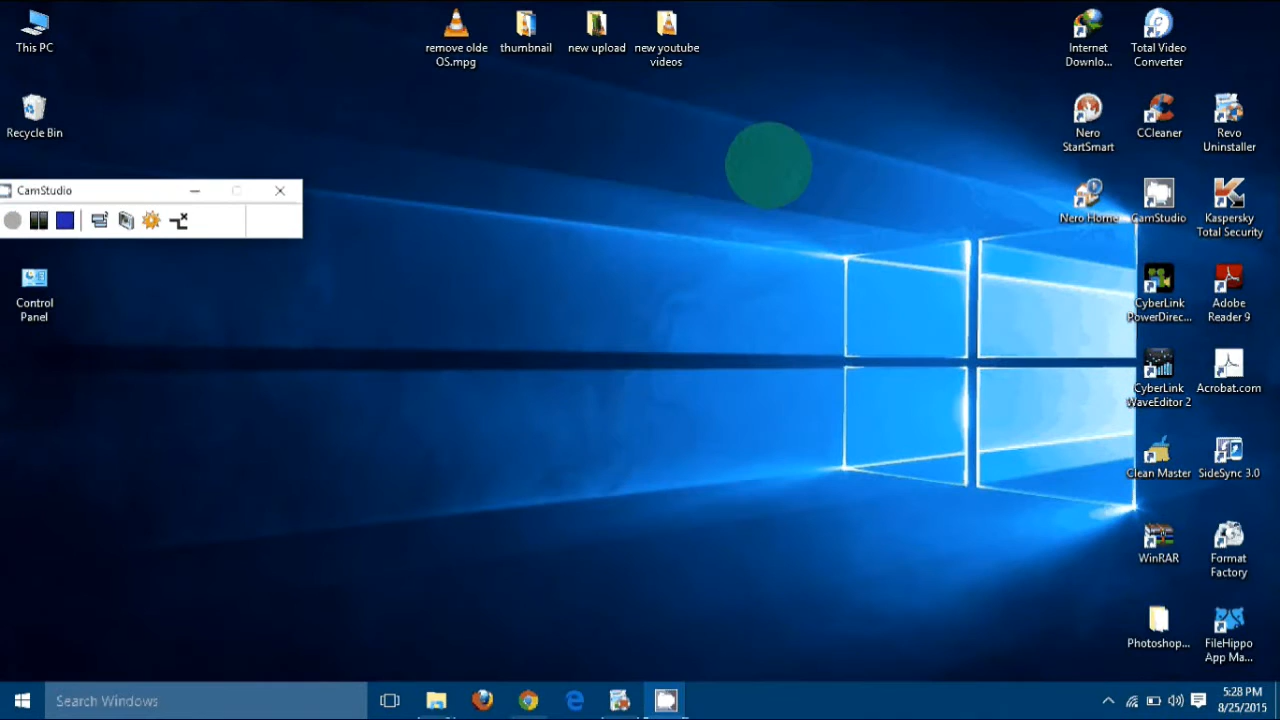 This PC
remove olde
OS.mpg
thumbnail
new upload
new youtube
videos
Internet
Downlo...
Total Video
Converter
Recycle Bin
Nero
StartSmart
CCleaner
Revo
Uninstaller
CamStudio
Nero Home
CamStudio
Kaspersky
Total Security
Control
Panel
CyberLink
PowerDirec...
Adobe
Reader 9
CyberLink
WaveEditor 2
Acrobat.com
Clean Master
SideSync 3.0
WinRAR
Format
Factory
Photoshop...
FileHippo
App Ma...
Search Windows
5:28 PM
8/25/2015